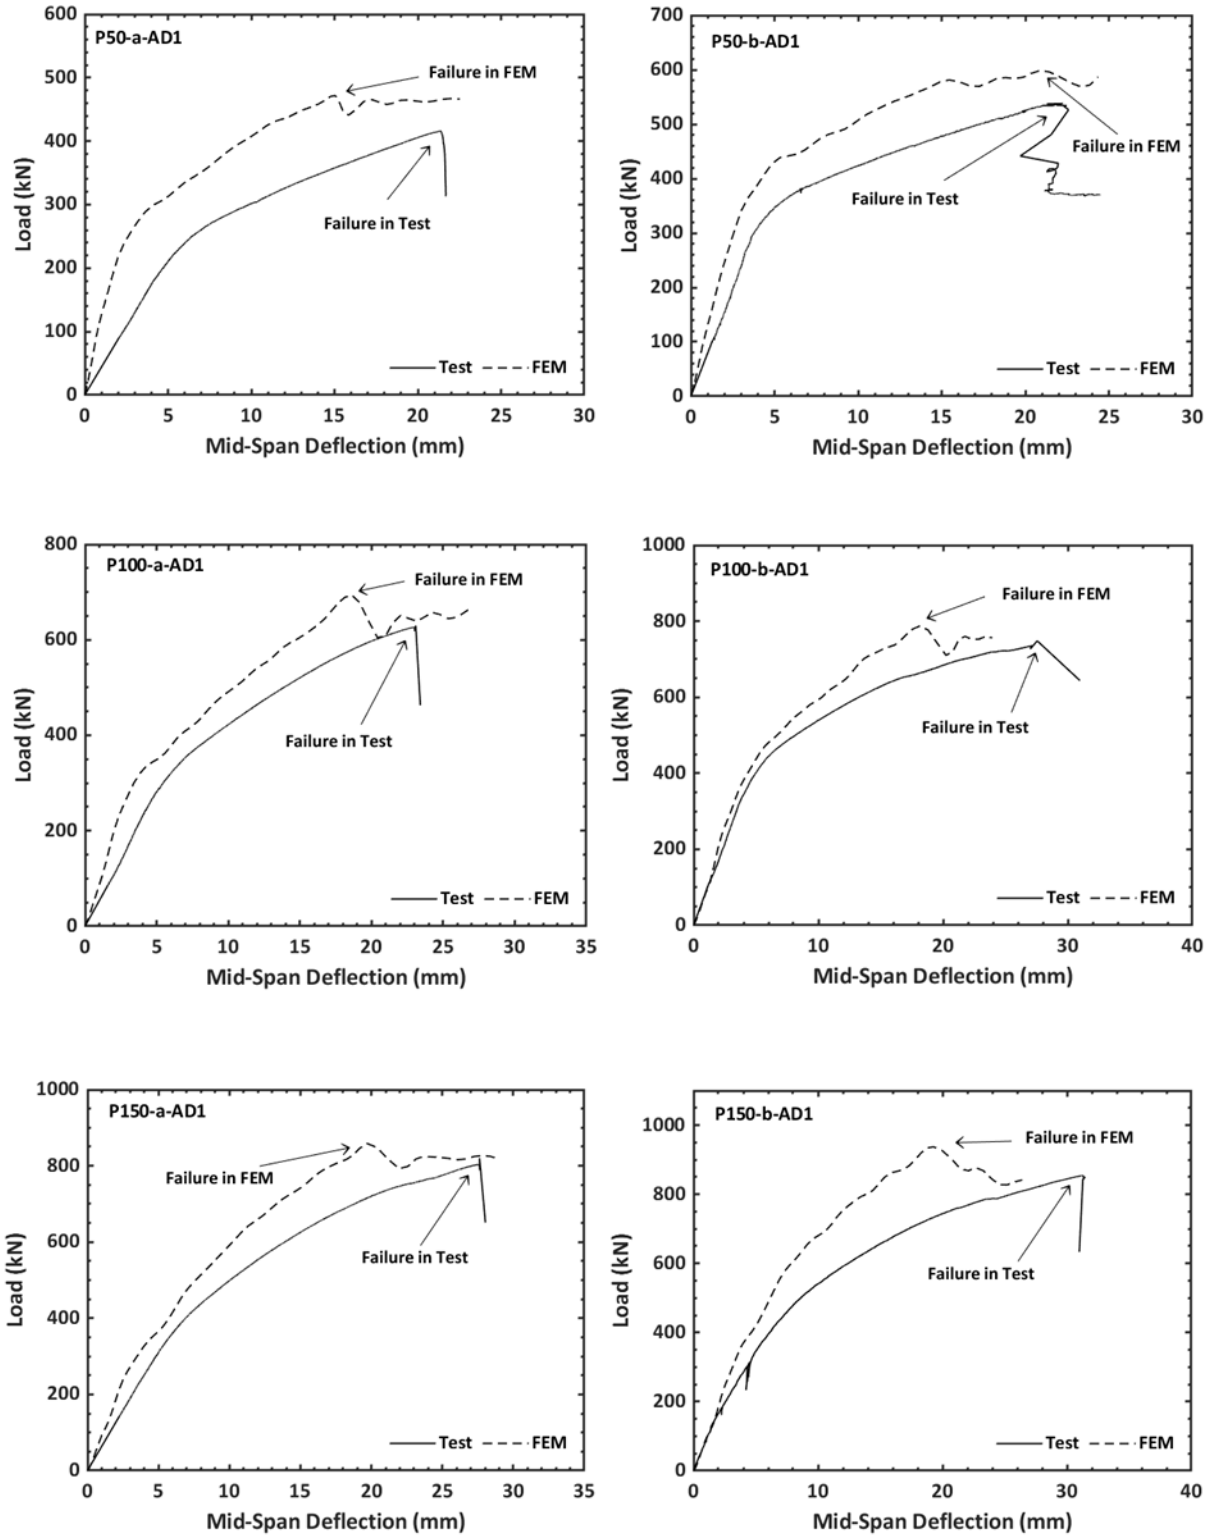 P50-a-AD1
600
500
400
300
200
100
0
Load (kN)
Failure in FEM
Failure in Test
Test FEM
0 5 10 15 20 25 30
Mid-Span Deflection (mm)
P50-b-AD1
700
600
500
400
300
200
100
0
Load (kN)
Failure in FEM
Failure in Test
Test FEM
0 5 10 15 20 25 30
Mid-Span Deflection (mm)
P100-a-AD1
800
600
400
200
0
Load (kN)
Failure in FEM
Failure in Test
Test FEM
0 5 10 15 20 25 30 35
Mid-Span Deflection (mm)
P100-b-AD1
1000
800
600
400
200
0
Load (kN)
Failure in FEM
Failure in Test
Test FEM
0 10 20 30 40
Mid-Span Deflection (mm)
P150-a-AD1
1000
800
600
400
200
0
Load (kN)
Failure in FEM
Failure in Test
Test FEM
0 5 10 15 20 25 30 35
Mid-Span Deflection (mm)
P150-b-AD1
1000
800
600
400
200
0
Load (kN)
Failure in FEM
Failure in Test
Test FEM
0 10 20 30 40
Mid-Span Deflection (mm)